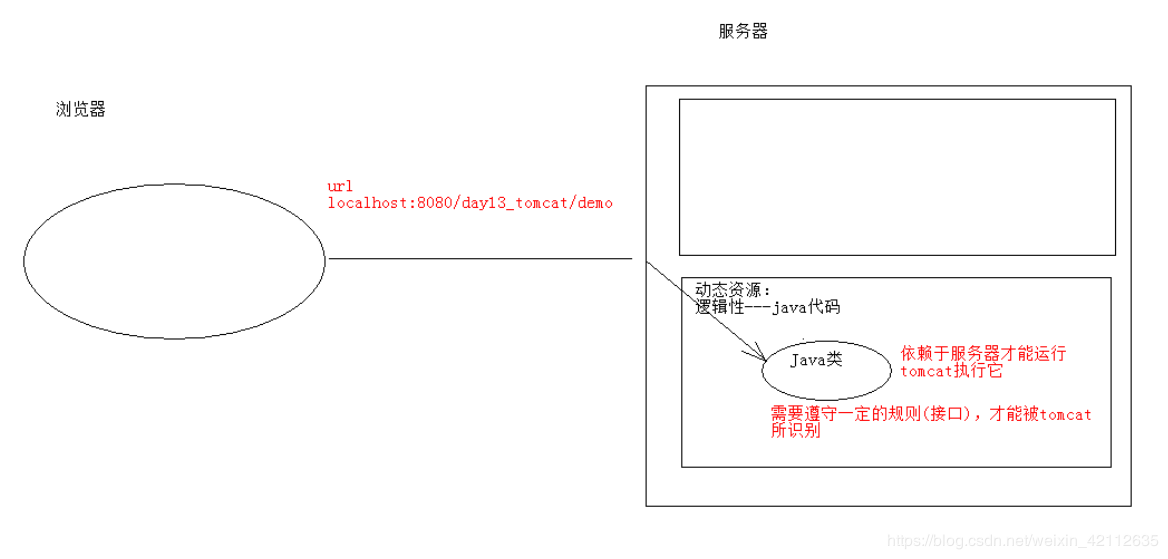 服务器
浏览器
url
localhost:8080/day13_tomcat/demo
动态资源：
逻辑性---java代码
Java类
依赖于服务器才能运行
tomcat执行它
需要遵守一定的规则(接口)，才能被tomcat
所识别
https://blog.csdn.net/weixin_42112635